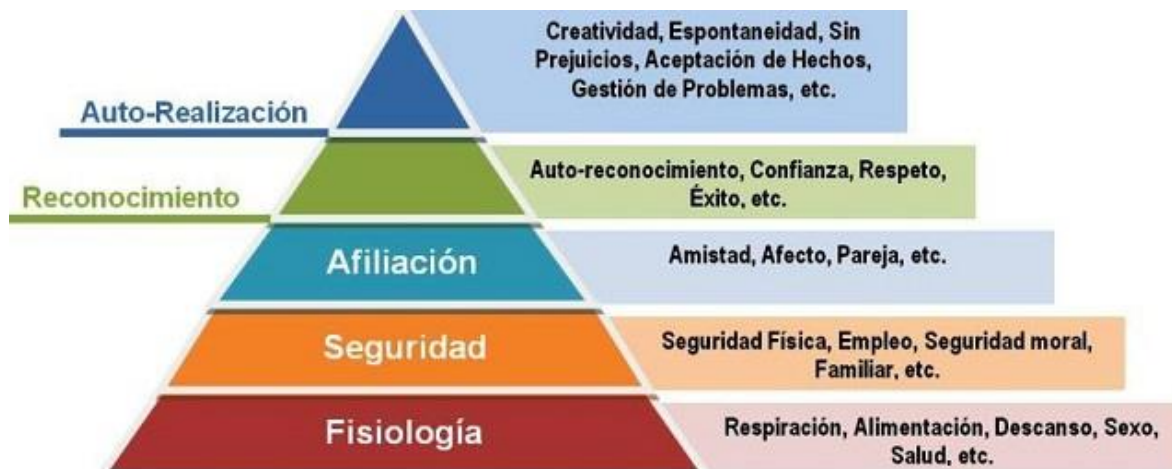 Creatividad, Espontaneidad, Sin
Prejuicios, Aceptación de Hechos,
Gestión de Problemas, etc.
Auto-Realización
Auto-reconocimiento, Confianza, Respeto,
Éxito, etc.
Reconocimiento
Afiliación
Amistad, Afecto, Pareja, etc.
Seguridad
Seguridad Física, Empleo, Seguridad moral,
Familiar, etc.
Fisiología
Respiración, Alimentación, Descanso, Sexo,
Salud, etc.